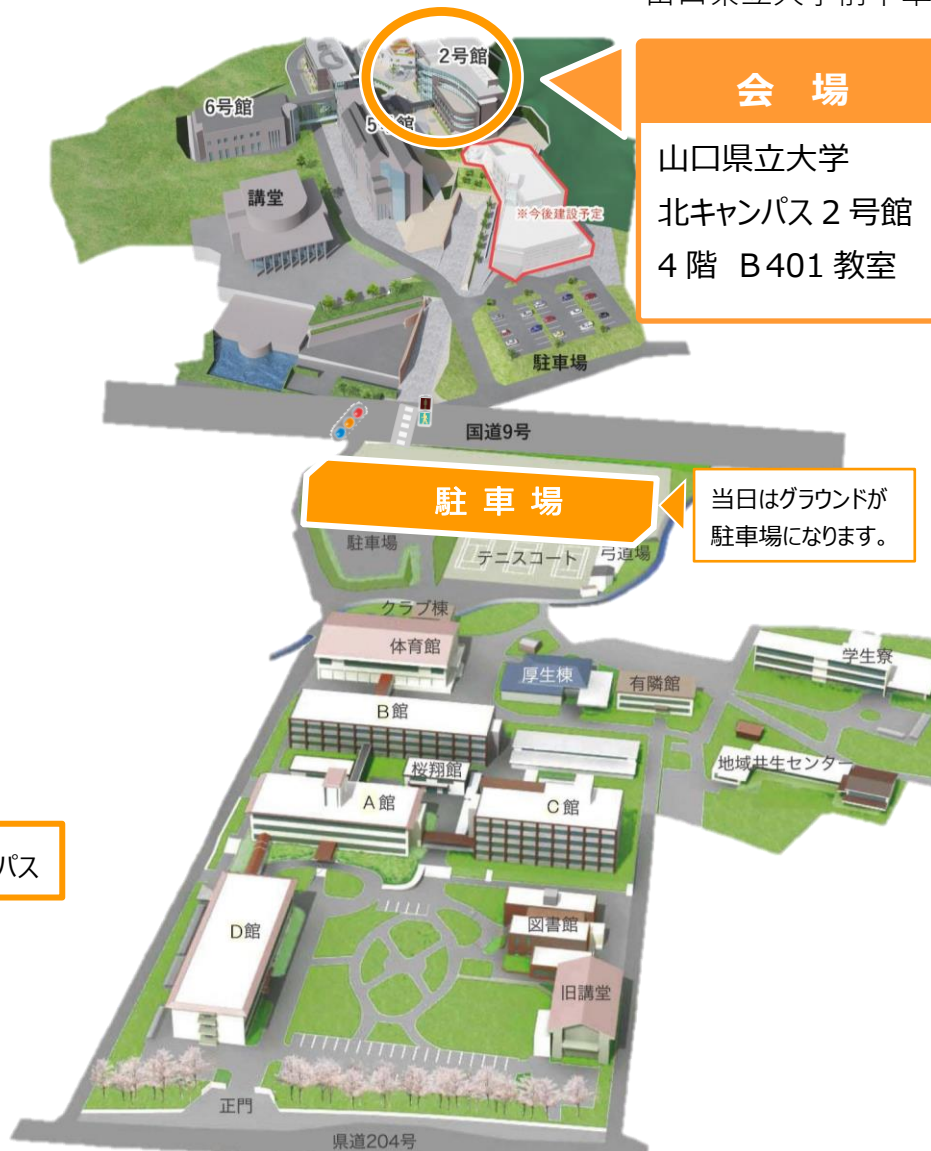 2号館
会 場
6号館
5号館
山口県立大学
北キャンパス 2 号館
4 階 B 401 教室
講堂
※今後建設予定
駐車場
国道9号
駐 車 場
当日はグラウンドが
駐車場になります。
駐車場
テニスコート
弓道場
クラブ棟
体育館
学生寮
厚生棟
有隣館
B館
地域共生センター
桜翔館
A館
C館
パス
D館
図書館
旧講堂
正門
県道204号